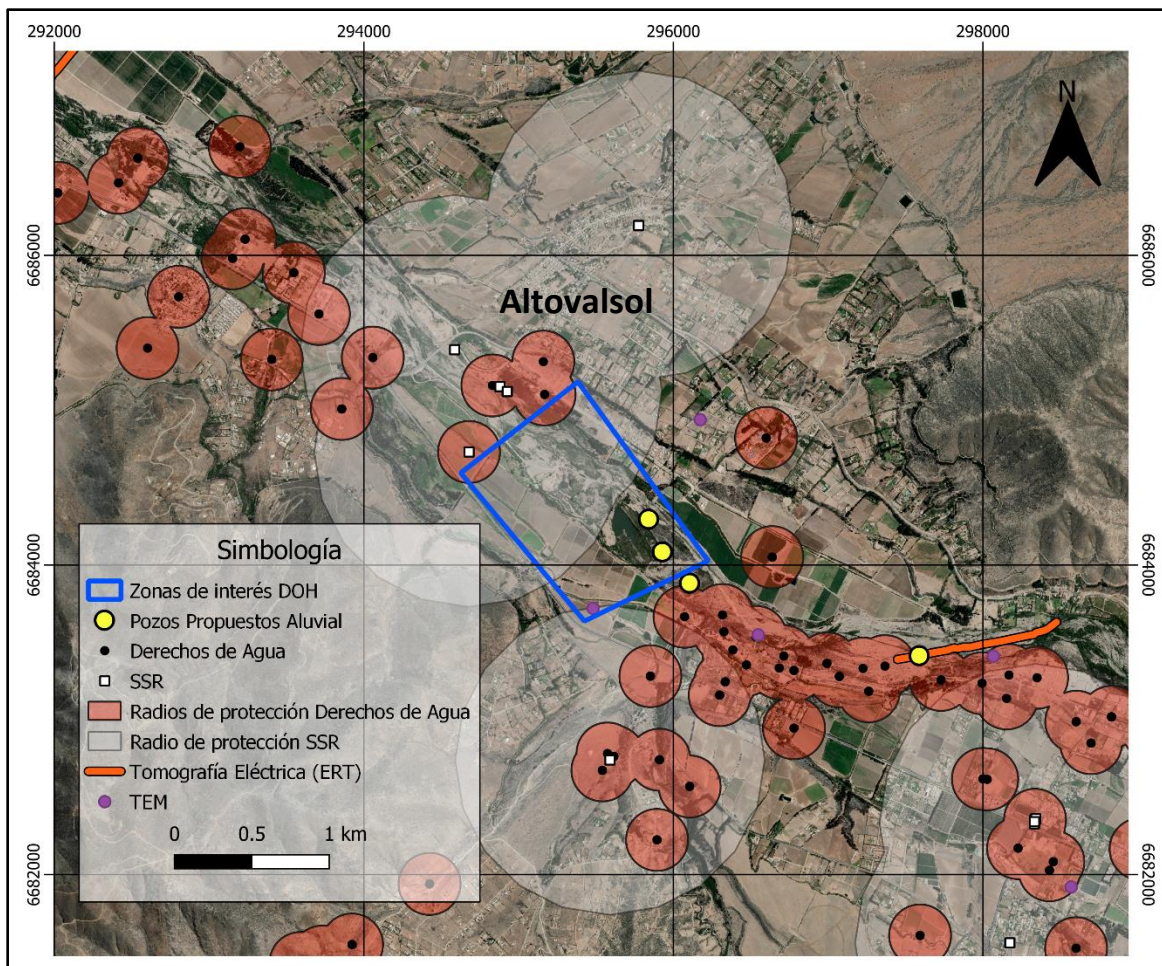 292000 294000 296000 298000
N
6686000 6686000
Altovalsol
6684000 6684000
Simbología
Zonas de interés DOH
Pozos Propuestos Aluvial
Derechos de Agua
SSR
Radios de protección Derechos de Agua
Radio de protección SSR
Tomografía Eléctrica (ERT)
TEM
0 0.5 1 km
6682000 6682000